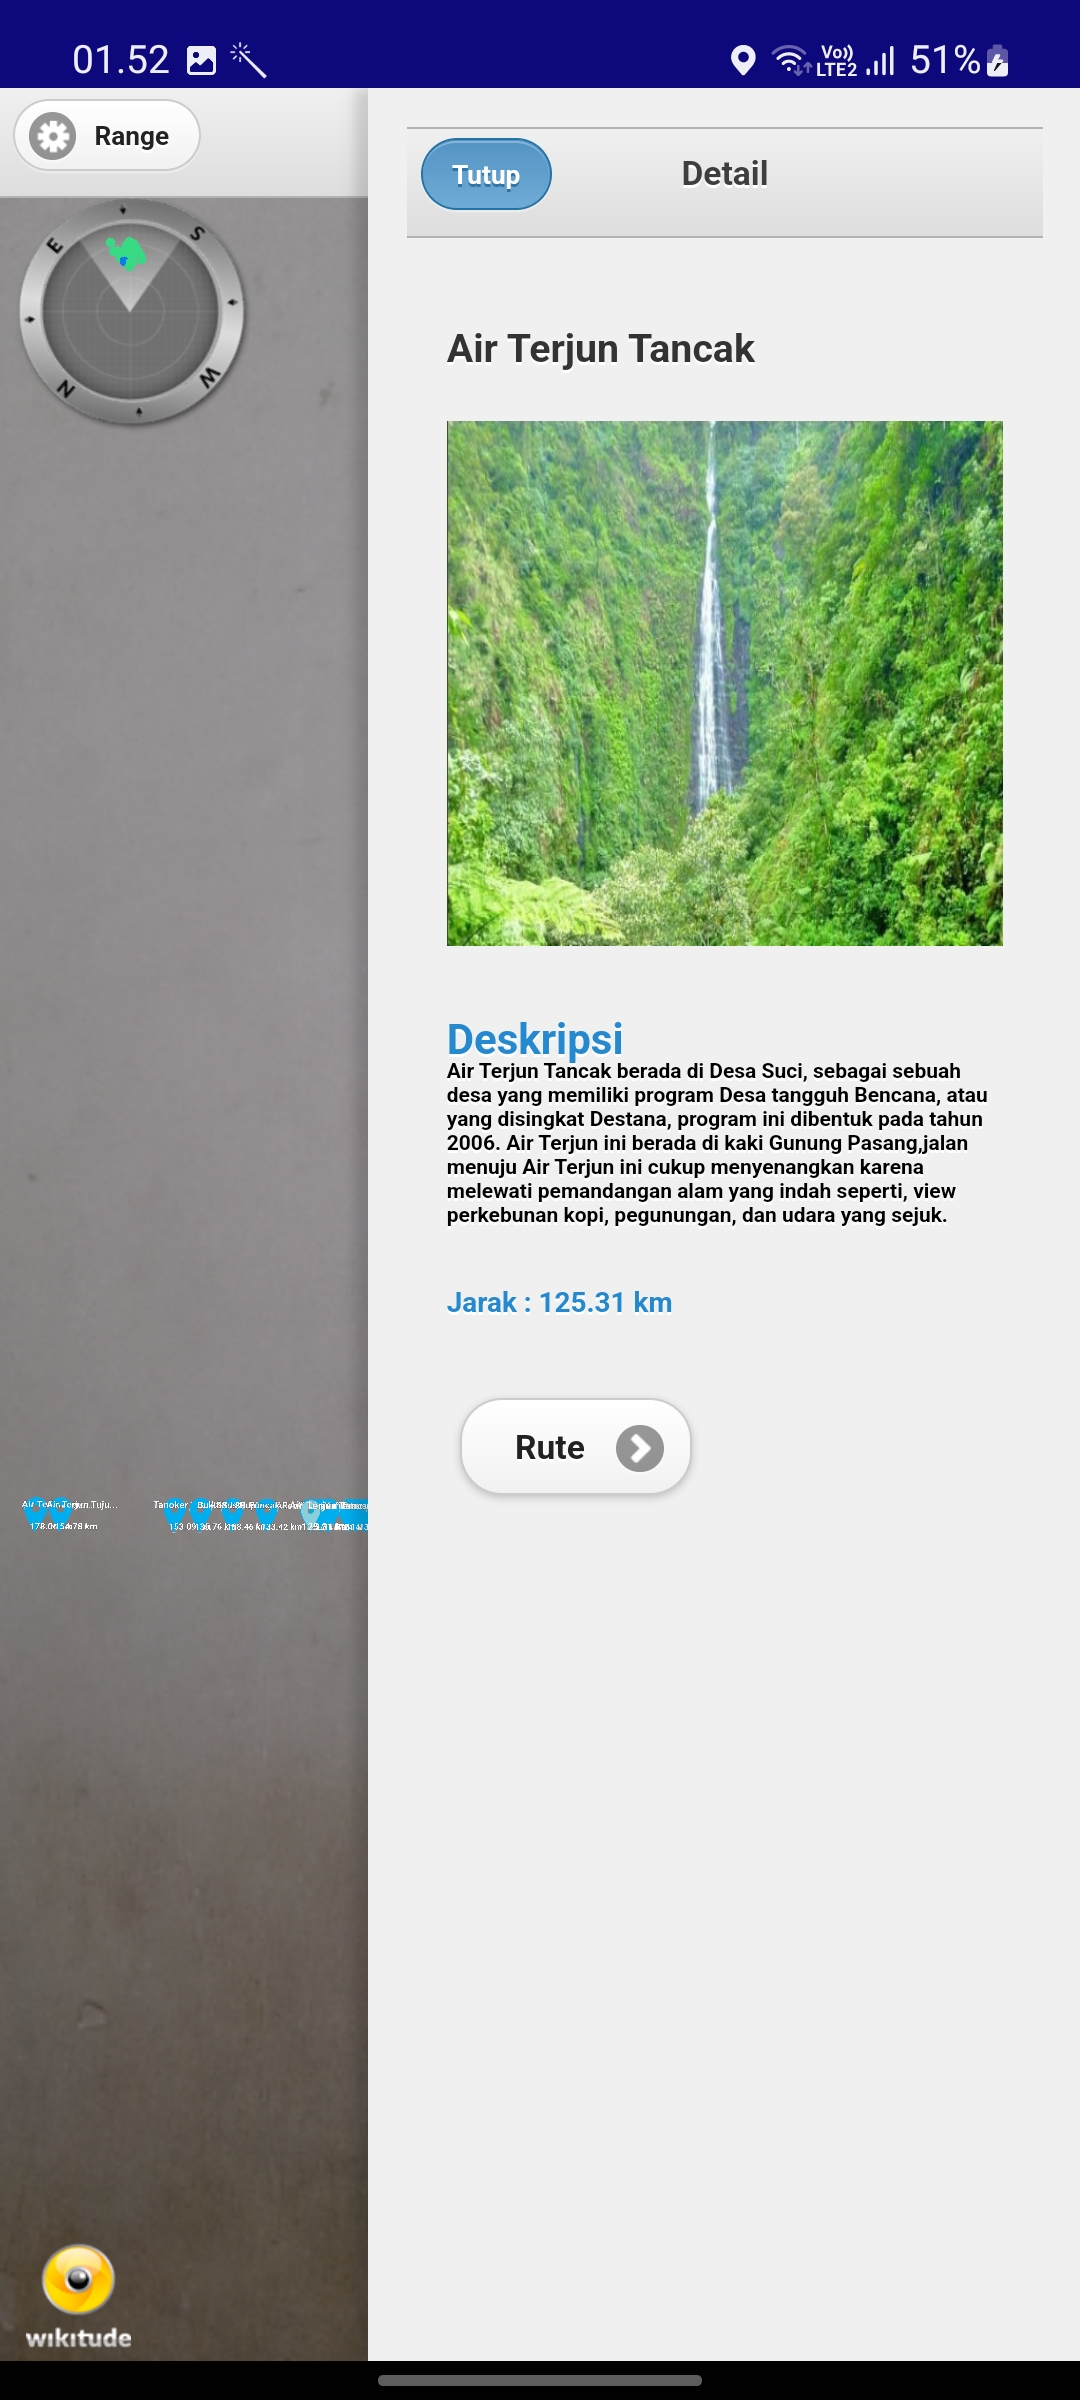 01.52
Vo))
LTE2
51%
Range
Tutup
Detail
E
S
N
W
Air Terjun Tancak
Deskripsi
Air Terjun Tancak berada di Desa Suci, sebagai sebuah
desa yang memiliki program Desa tangguh Bencana, atau
yang disingkat Destana, program ini dibentuk pada tahun
2006. Air Terjun ini berada di kaki Gunung Pasang,jalan
menuju Air Terjun ini cukup menyenangkan karena
melewati pemandangan alam yang indah seperti, view
perkebunan kopi, pegunungan, dan udara yang sejuk.
Jarak : 125.31 km
Rute
Tanoker
wikitude